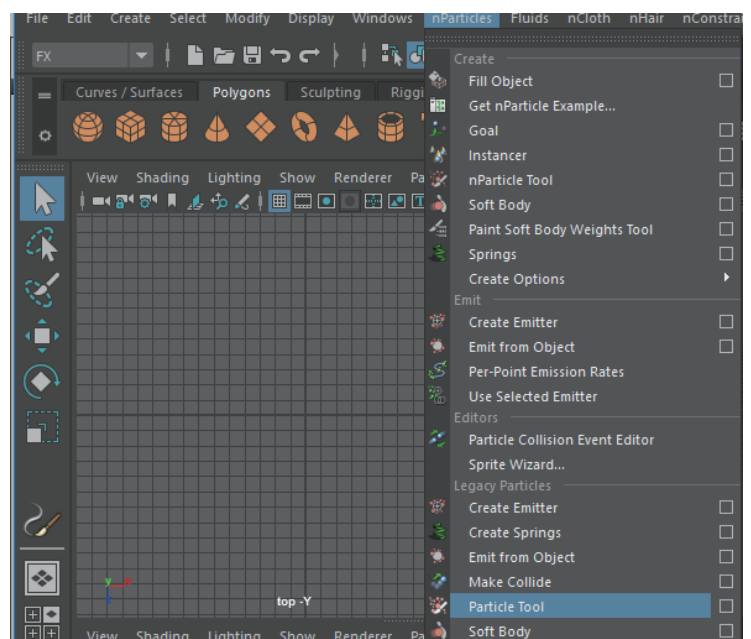 File Edit Create Select Modify Display Windows nParticles Fluids nCloth nHair nConstra
FX
Curves / Surfaces Polygons Sculpting Riggi
View Shading Lighting Show Renderer Pa
top -Y
View Shading Lighting Show Renderer Pa
Create
Fill Object
Get nParticle Example...
Goal
Instancer
nParticle Tool
Soft Body
Paint Soft Body Weights Tool
Springs
Create Options
Emit
Create Emitter
Emit from Object
Per-Point Emission Rates
Use Selected Emitter
Editors
Particle Collision Event Editor
Sprite Wizard...
Legacy Particles
Create Emitter
Create Springs
Emit from Object
Make Collide
Particle Tool
Soft Body